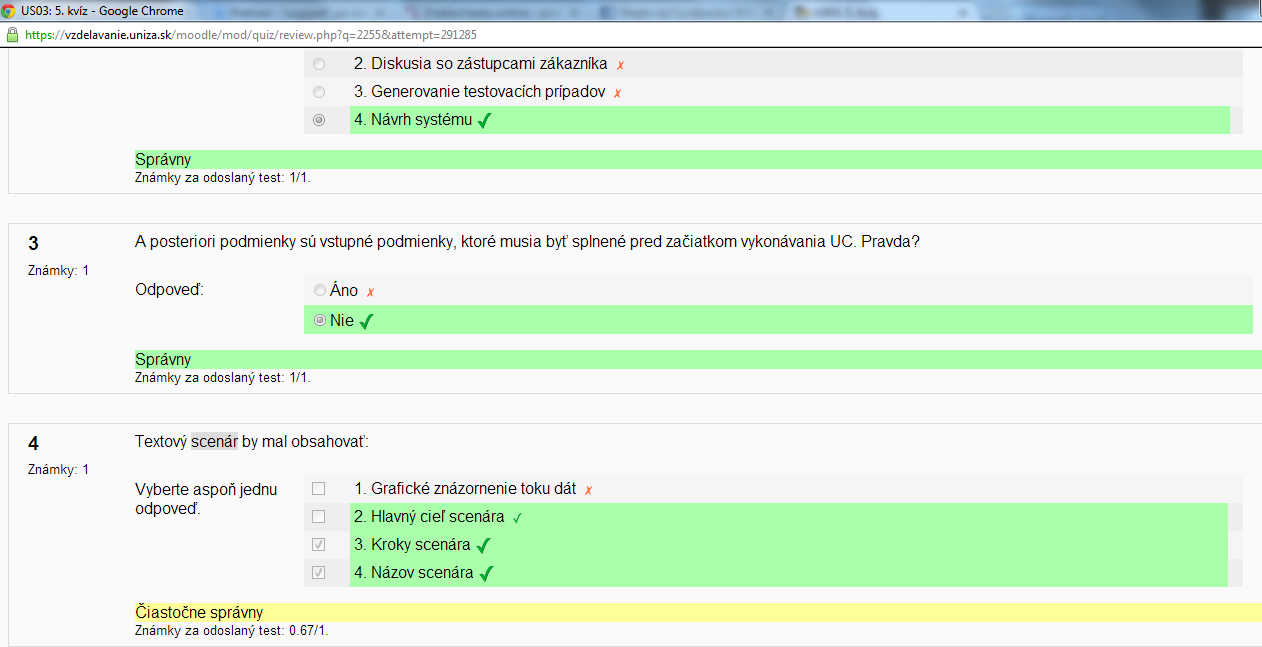 US03: 5. kvíz - Google Chrome
https://vzdelavanie.uniza.sk/moodle/mod/quiz/review.php?q=2255&attempt=291285
2. Diskusia so zástupcami zákazníka
3. Generovanie testovacích prípadov
4. Návrh systému
Správny
Známky za odoslaný test: 1/1.
3
A posteriori podmienky sú vstupné podmienky, ktoré musia byť splnené pred začiatkom vykonávania UC. Pravda?
Známky: 1
Odpoveď:
Áno
Nie
Správny
Známky za odoslaný test: 1/1.
4
Textový scenár by mal obsahovať:
Známky: 1
Vyberte aspoň jednu
odpoveď.
1. Grafické znázornenie toku dát
2. Hlavný cieľ scenára
3. Kroky scenára
4. Názov scenára
Čiastočne správny
Známky za odoslaný test: 0.67/1.